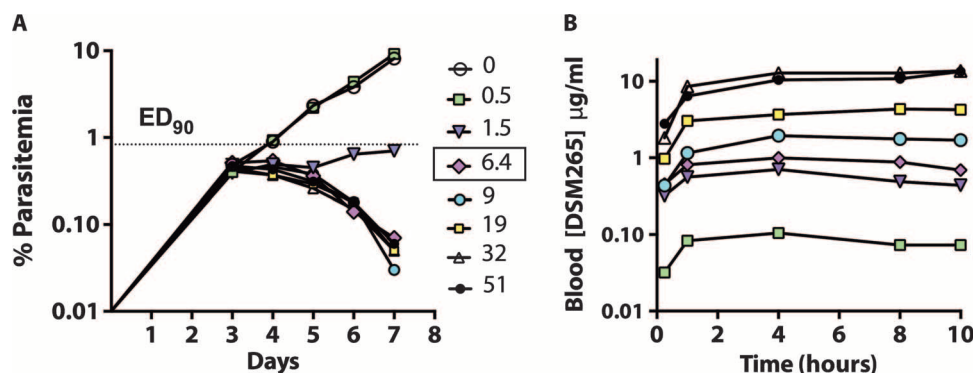 A
% Parasitemia
10
1
0.10
0.01
ED90
1 2 3 4 5 6 7 8
Days
0
0.5
1.5
6.4
9
19
32
51
B
Blood [DSM265] µg/ml
10
1
0.10
0.01
0 2 4 6 8 10
Time (hours)